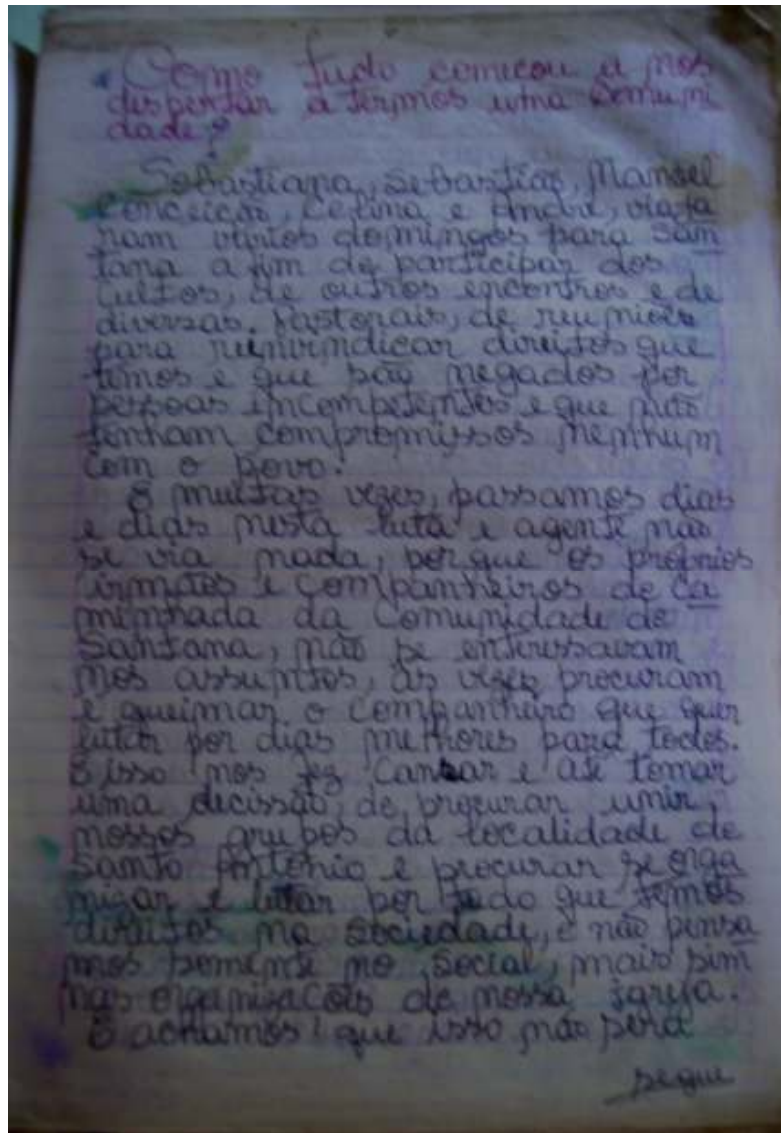 Como tudo começou a nos
despertar a termos uma comuni
dade?
Sebastiana, Sebastião, Manoel
Conceição, Celina e André, viaja
ram vários domingos para San
tana a fim de participar dos
cultos, de outros encontros e de
diversas. Pastorais, de reuniões
para reinvindicar direitos que
temos e que são negados por
pessoas incompetentes e que não
tenham compromissos nenhum
com o povo.
E muitas vezes, passamos dias
e dias nesta luta e agente não
se via nada, porque os próprios
irmãos e companheiros de ca
minhada da Comunidade de
Santana, não se enteressavam
nos assuntos, as vezes procuram
é queimar o companheiro que quer
lutar por dias melhores para todos.
E isso nos fez cansar e até tomar
uma decissão, de procurar unir,
nossos grupos da localidade de
Santo Antonio e procurar se orga
nizar e lutar por tudo que temos
direitos na sociedade, e não pensa
mos somente no social, mais sim
nas organizações de nossa igreja.
E achamos! que isso não será
segue